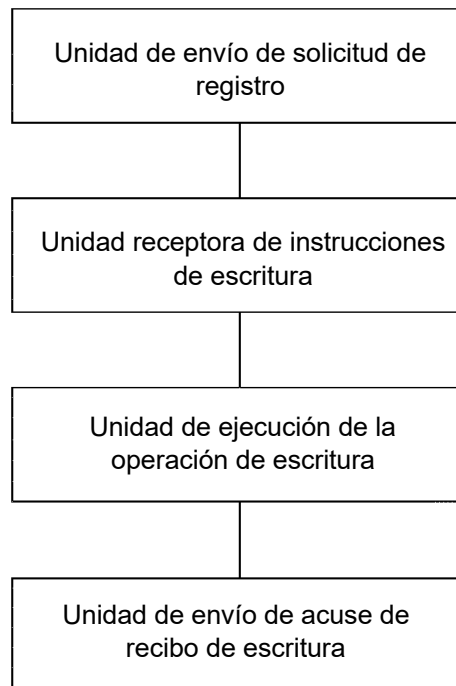 Unidad de envío de solicitud de
registro
Unidad receptora de instrucciones
de escritura
Unidad de ejecución de la
operación de escritura
Unidad de envío de acuse de
recibo de escritura